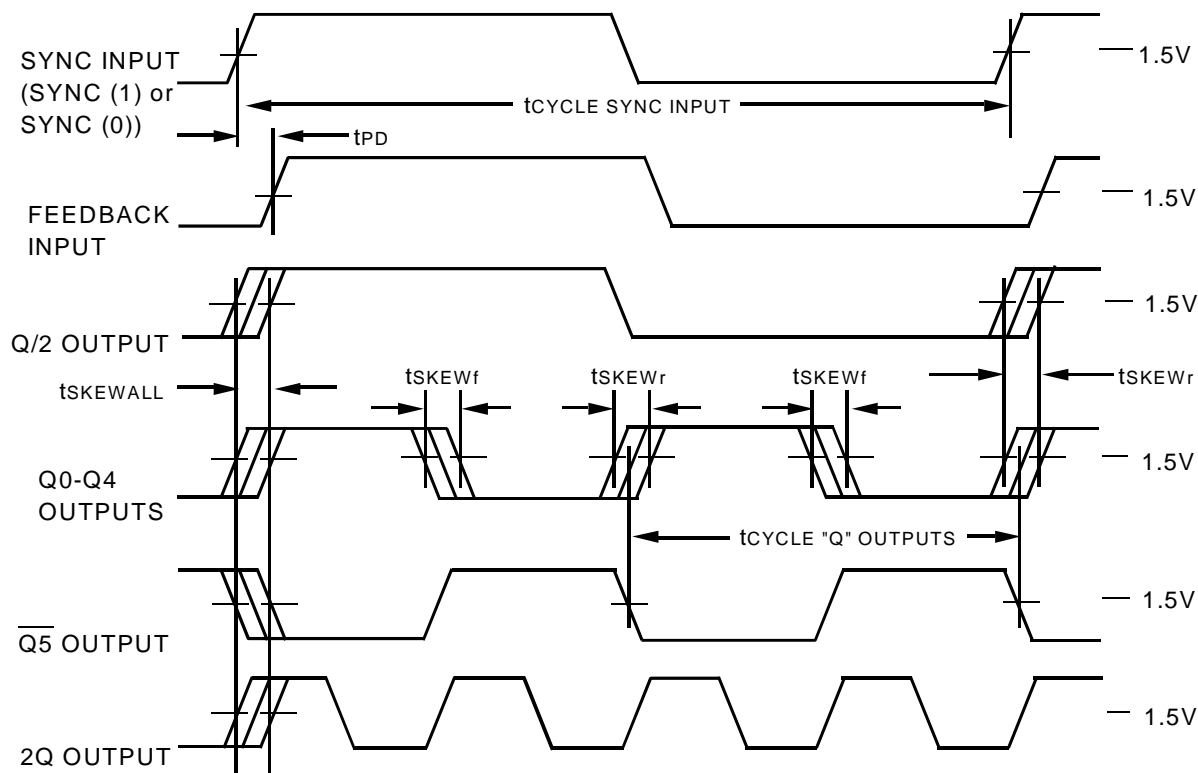 SYNC INPUT
(SYNC (1) or
SYNC (0))
1.5V
tCYCLE SYNC INPUT
tPD
FEEDBACK
INPUT
1.5V
Q/2 OUTPUT
1.5V
tSKEWALL
tSKEWf
tSKEWr
tSKEWf
tSKEWr
Q0-Q4
OUTPUTS
1.5V
tCYCLE "Q" OUTPUTS
Q5 OUTPUT
1.5V
2Q OUTPUT
1.5V